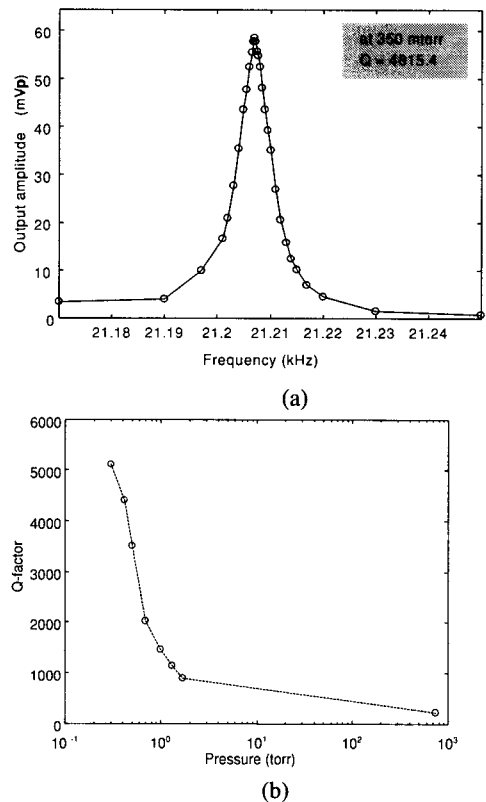 (a)
60
50
40
30
20
10
0
Output amplitude (mVp)
at 350 mtorr
Q = 4815.4
21.18 21.19 21.2 21.21 21.22 21.23 21.24
Frequency (kHz)
(a)
6000
5000
4000
3000
2000
1000
0
Q-factor
10⁻¹ 10⁰ 10¹ 10² 10³
Pressure (torr)
(b)